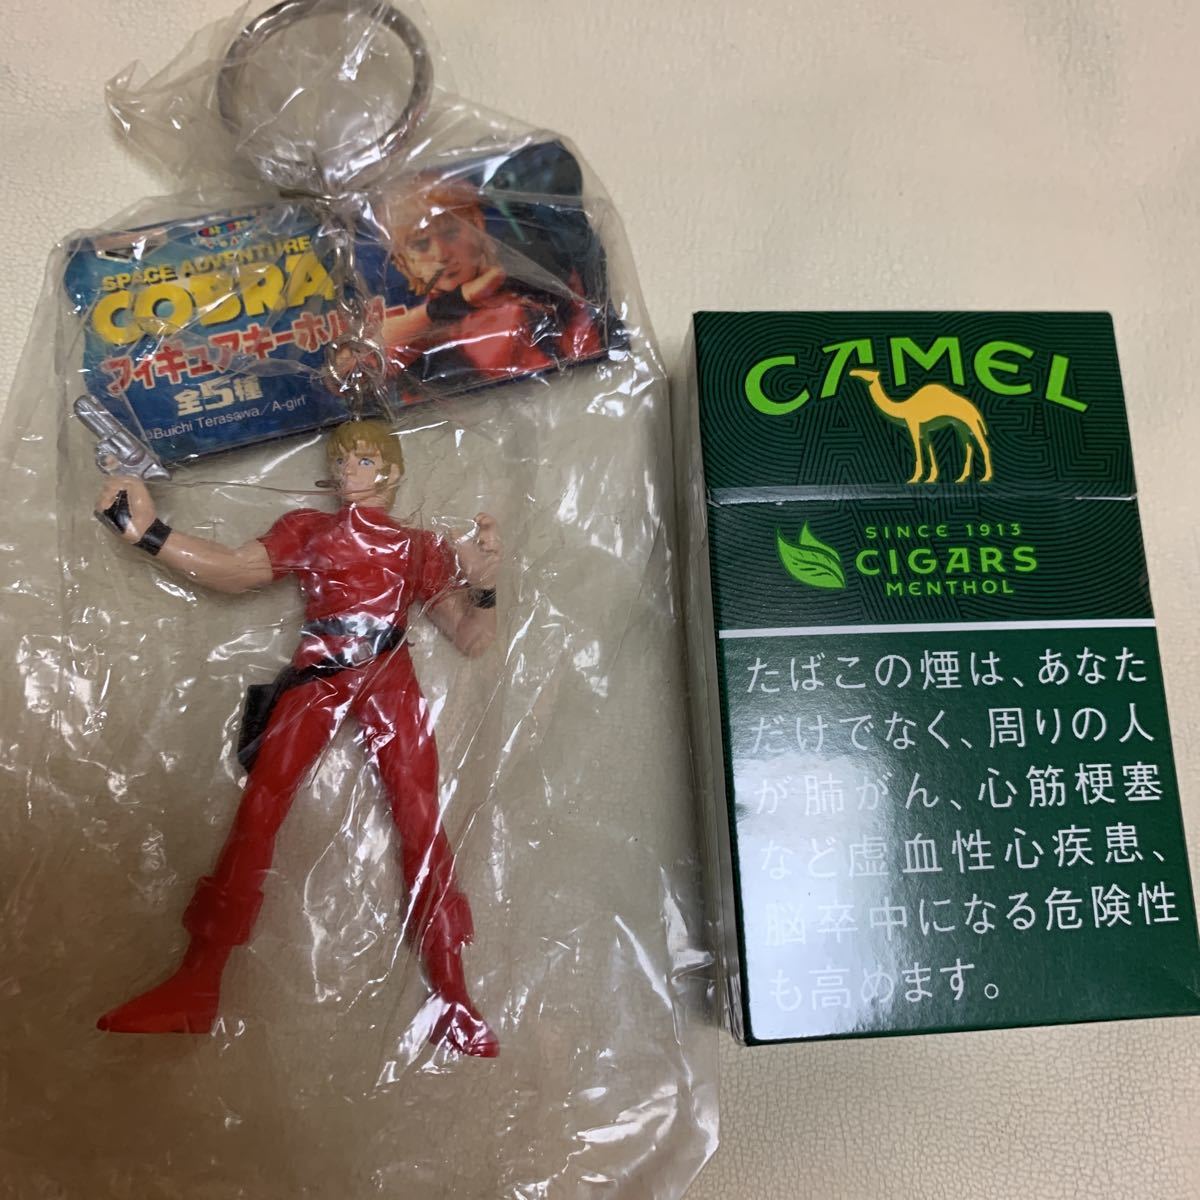 SPACE ADVENTURE
COBRA
フィギュアキーホルダー
全5種
©Buichi Terasawa/A-girl
CAMEL
SINCE 1913
CIGARS
MENTHOL
たばこの煙は、あなた
だけでなく、周りの人
が肺がん、心筋梗塞
など虚血性心疾患、
脳卒中になる危険性
も高めます。